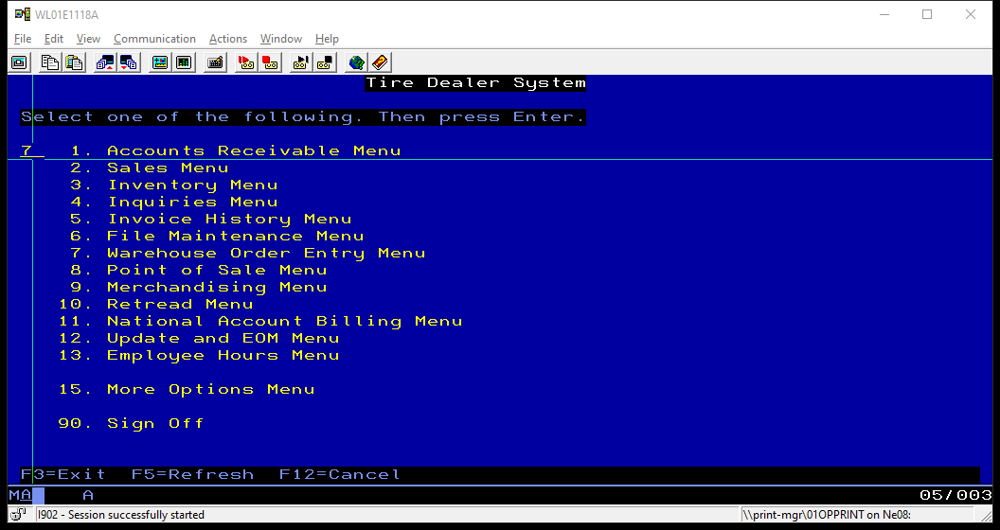 WL01E1118A
File Edit View Communication Actions Window Help
Tire Dealer System
Select one of the following. Then press Enter.
7 1. Accounts Receivable Menu
2. Sales Menu
3. Inventory Menu
4. Inquiries Menu
5. Invoice History Menu
6. File Maintenance Menu
7. Warehouse Order Entry Menu
8. Point of Sale Menu
9. Merchandising Menu
10. Retread Menu
11. National Account Billing Menu
12. Update and EOM Menu
13. Employee Hours Menu
15. More Options Menu
90. Sign Off
F3=Exit F5=Refresh F12=Cancel
MA A 05/003
I902 - Session successfully started \\print-mgr\01OPPRINT on Ne08: